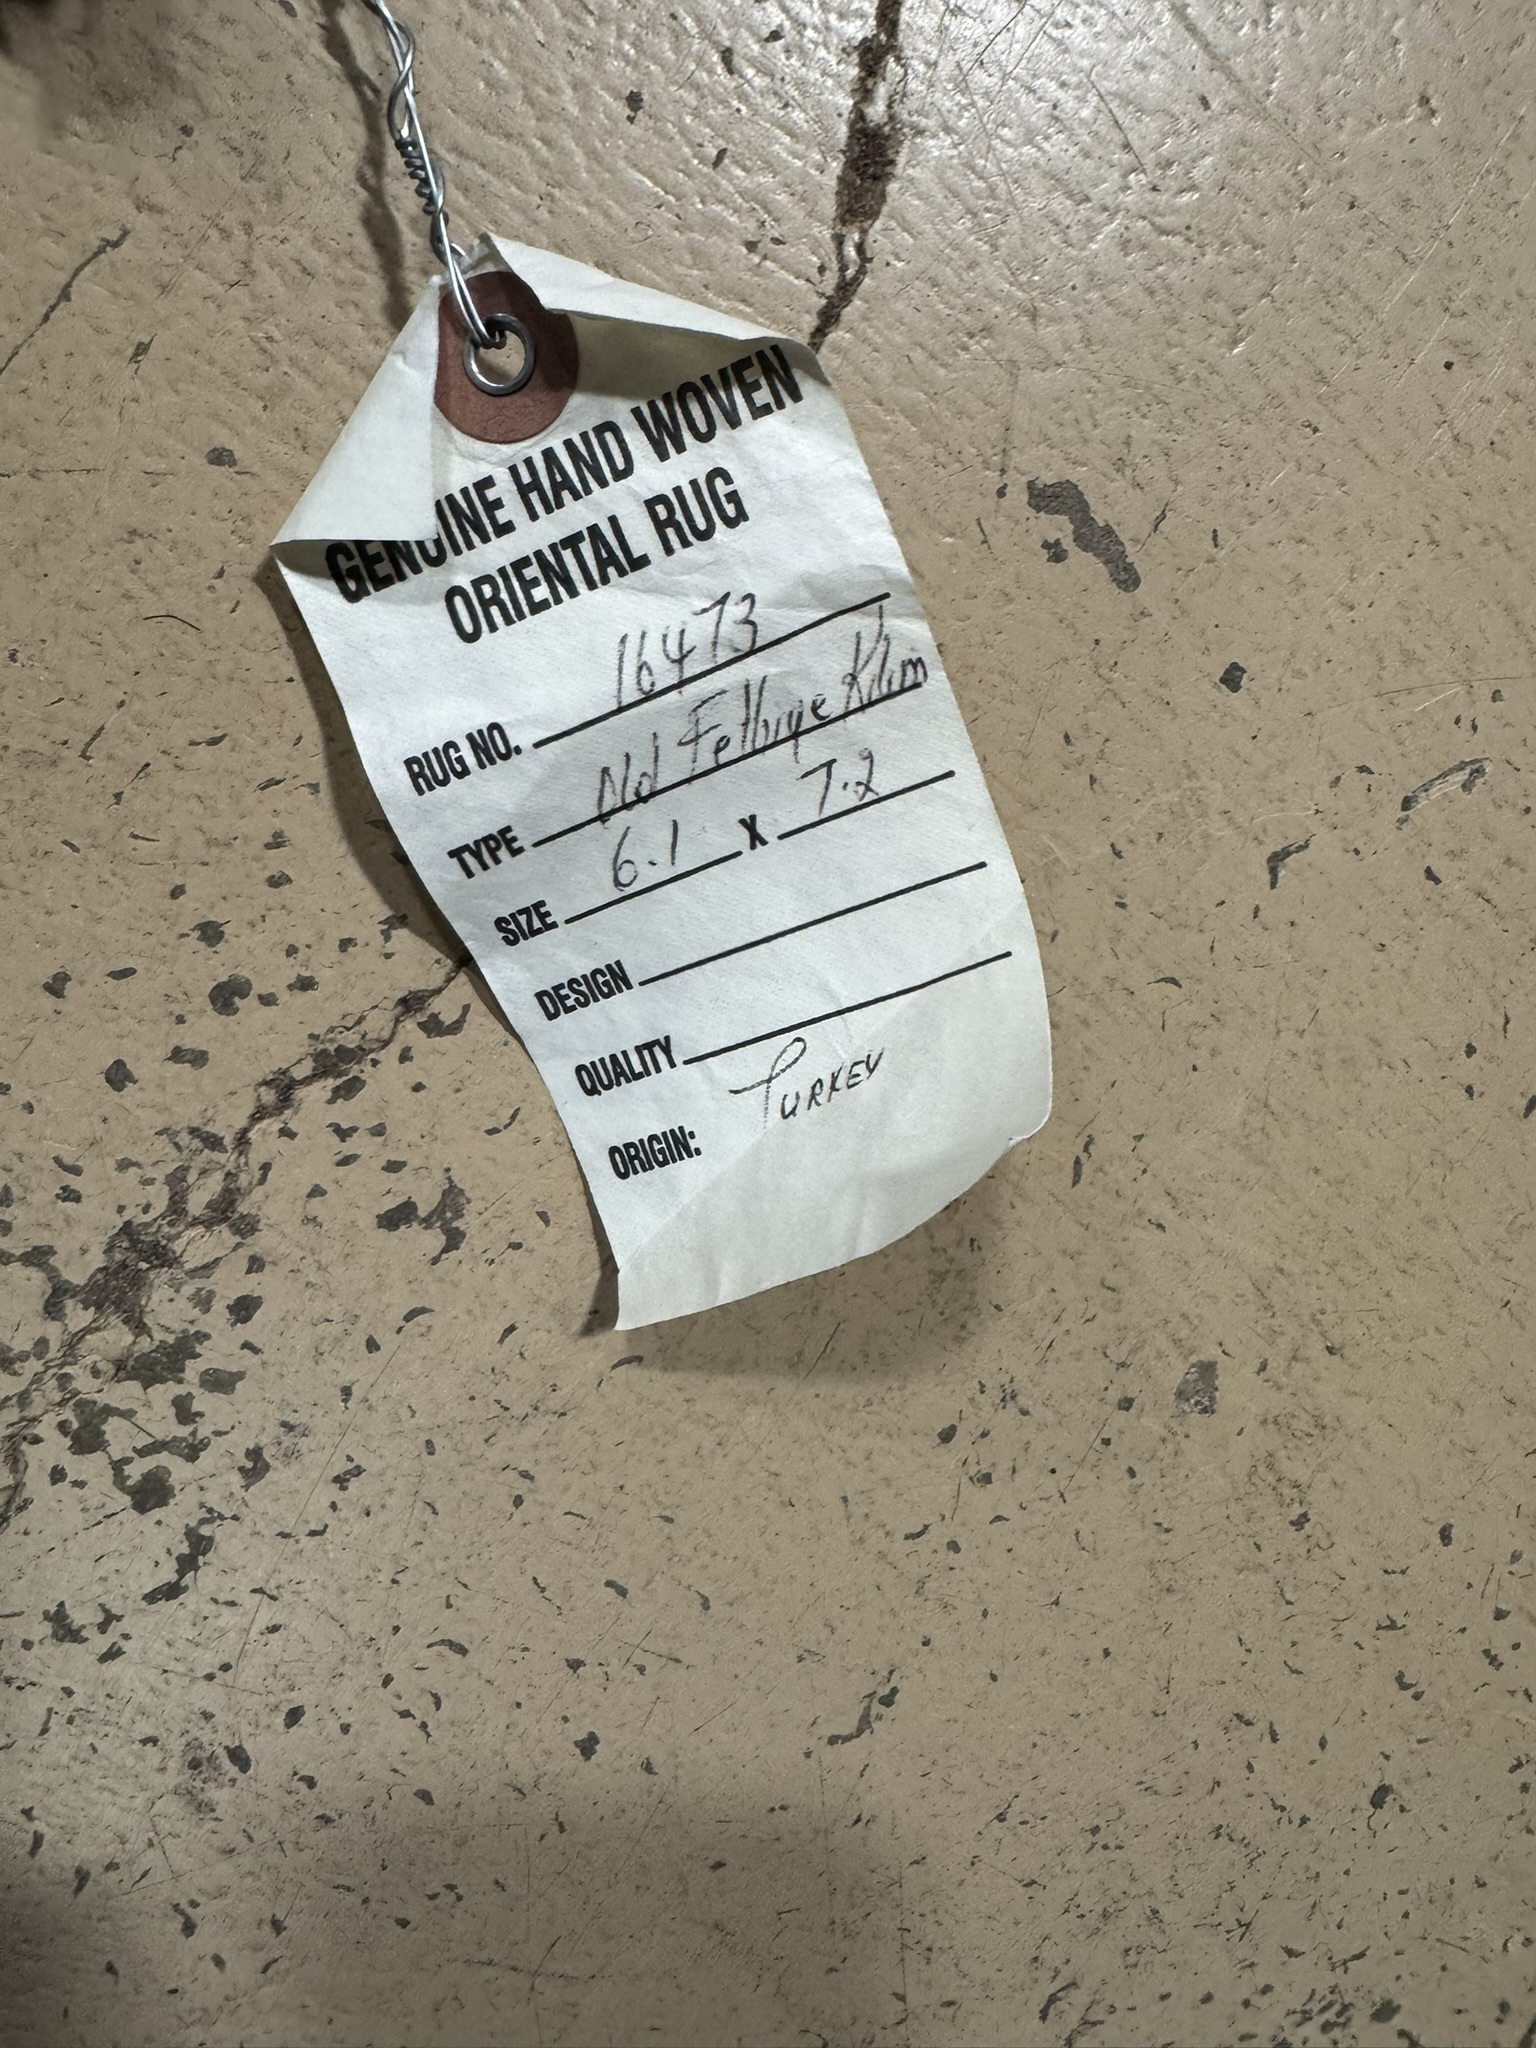 GENUINE HAND WOVEN
ORIENTAL RUG
RUG NO. 16473
TYPE Old Fethiye Kilim
SIZE 6.1 X 7.2
DESIGN
QUALITY
ORIGIN: TURKEY